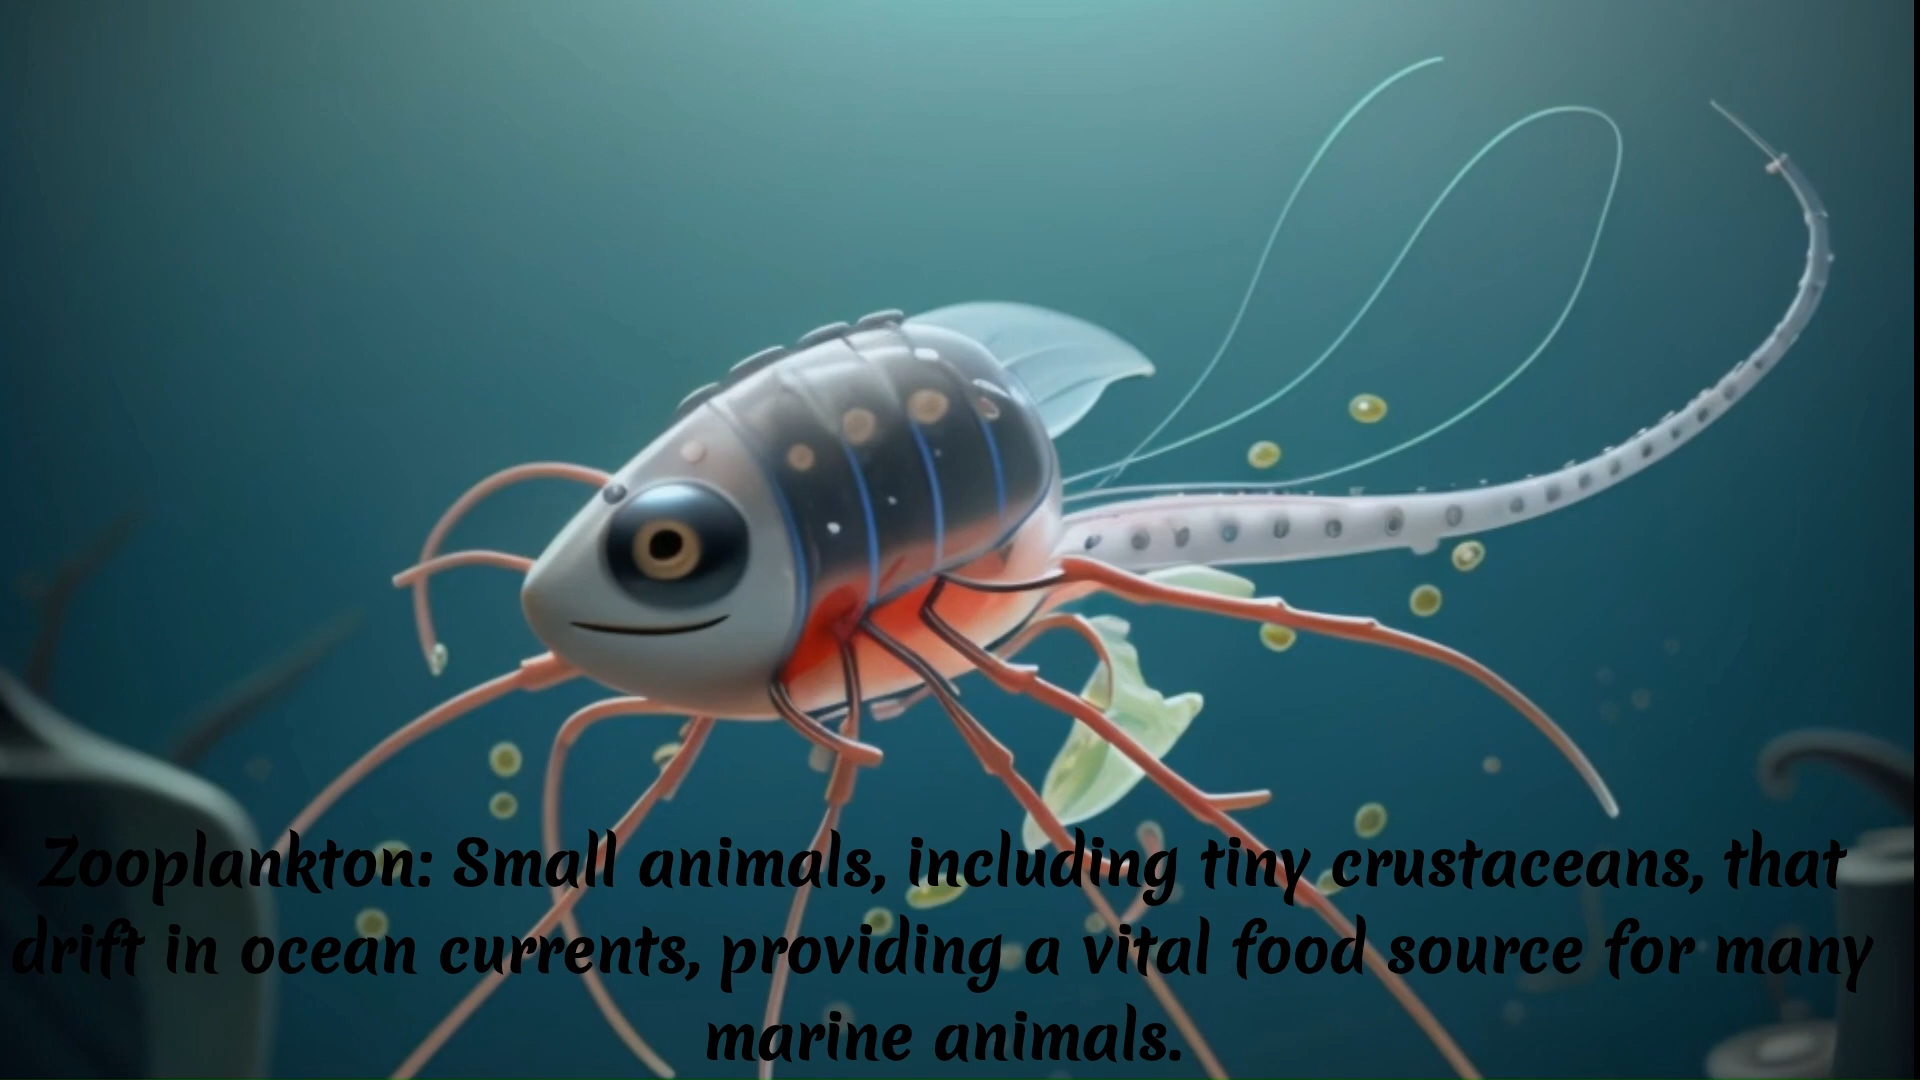 Zooplankton: Small animals, including tiny crustaceans, that
drift in ocean currents, providing a vital food source for many
marine animals.